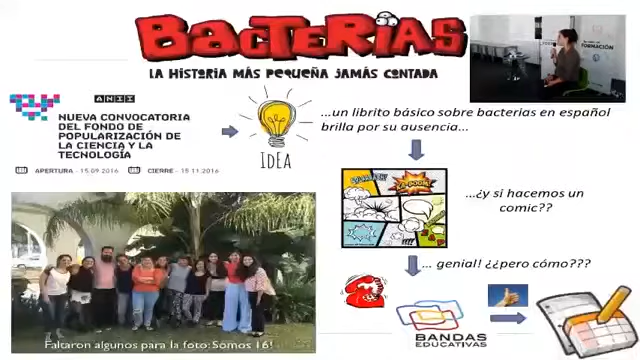 BACTERIAS
LA HISTORIA MÁS PEQUEÑA JAMÁS CONTADA
ANII
NUEVA CONVOCATORIA
DEL FONDO DE
POPULARIZACIÓN DE
LA CIENCIA Y LA
TECNOLOGÍA
APERTURA - 15.09.2016
CIERRE - 15.11.2016
IDEA
...un librito básico sobre bacterias en español
brilla por su ausencia...
FORMACIÓN
...¿y si hacemos un
comic??
... genial! ¿¿pero cómo???
BANDAS
EDUCATIVAS
Faltaron algunos para la foto: Somos 16!